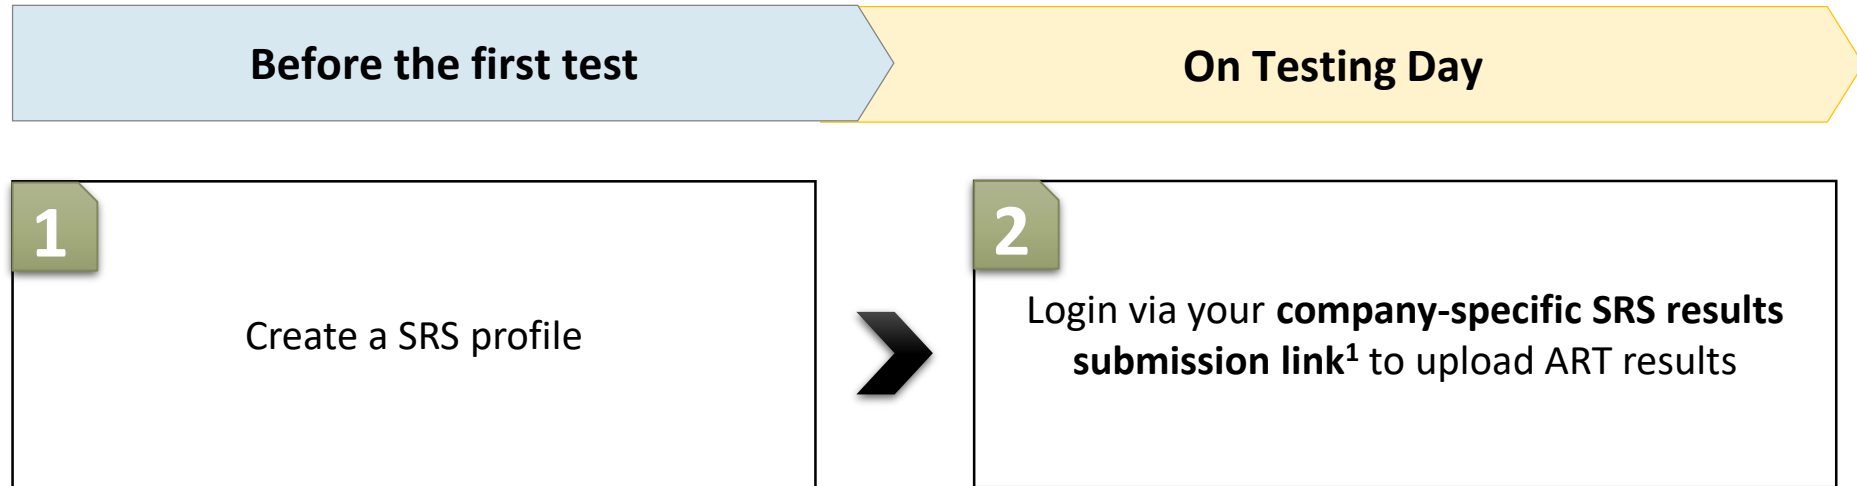 Before the first test
On Testing Day
1
Create a SRS profile
2
Login via your company-specific SRS results
submission link¹ to upload ART results